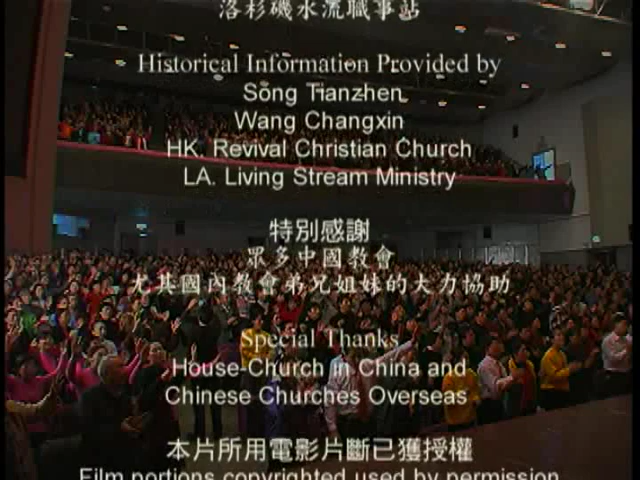 洛杉磯水流職事站
Historical Information Provided by
Song Tianzhen
Wang Changxin
HK. Revival Christian Church
LA. Living Stream Ministry
特別感謝
眾多中國教會
尤其國內教會弟兄姐妹的大力協助
Special Thanks
House-Church in China and
Chinese Churches Overseas
本片所用電影片斷已獲授權
Film portions copyrighted used by permission